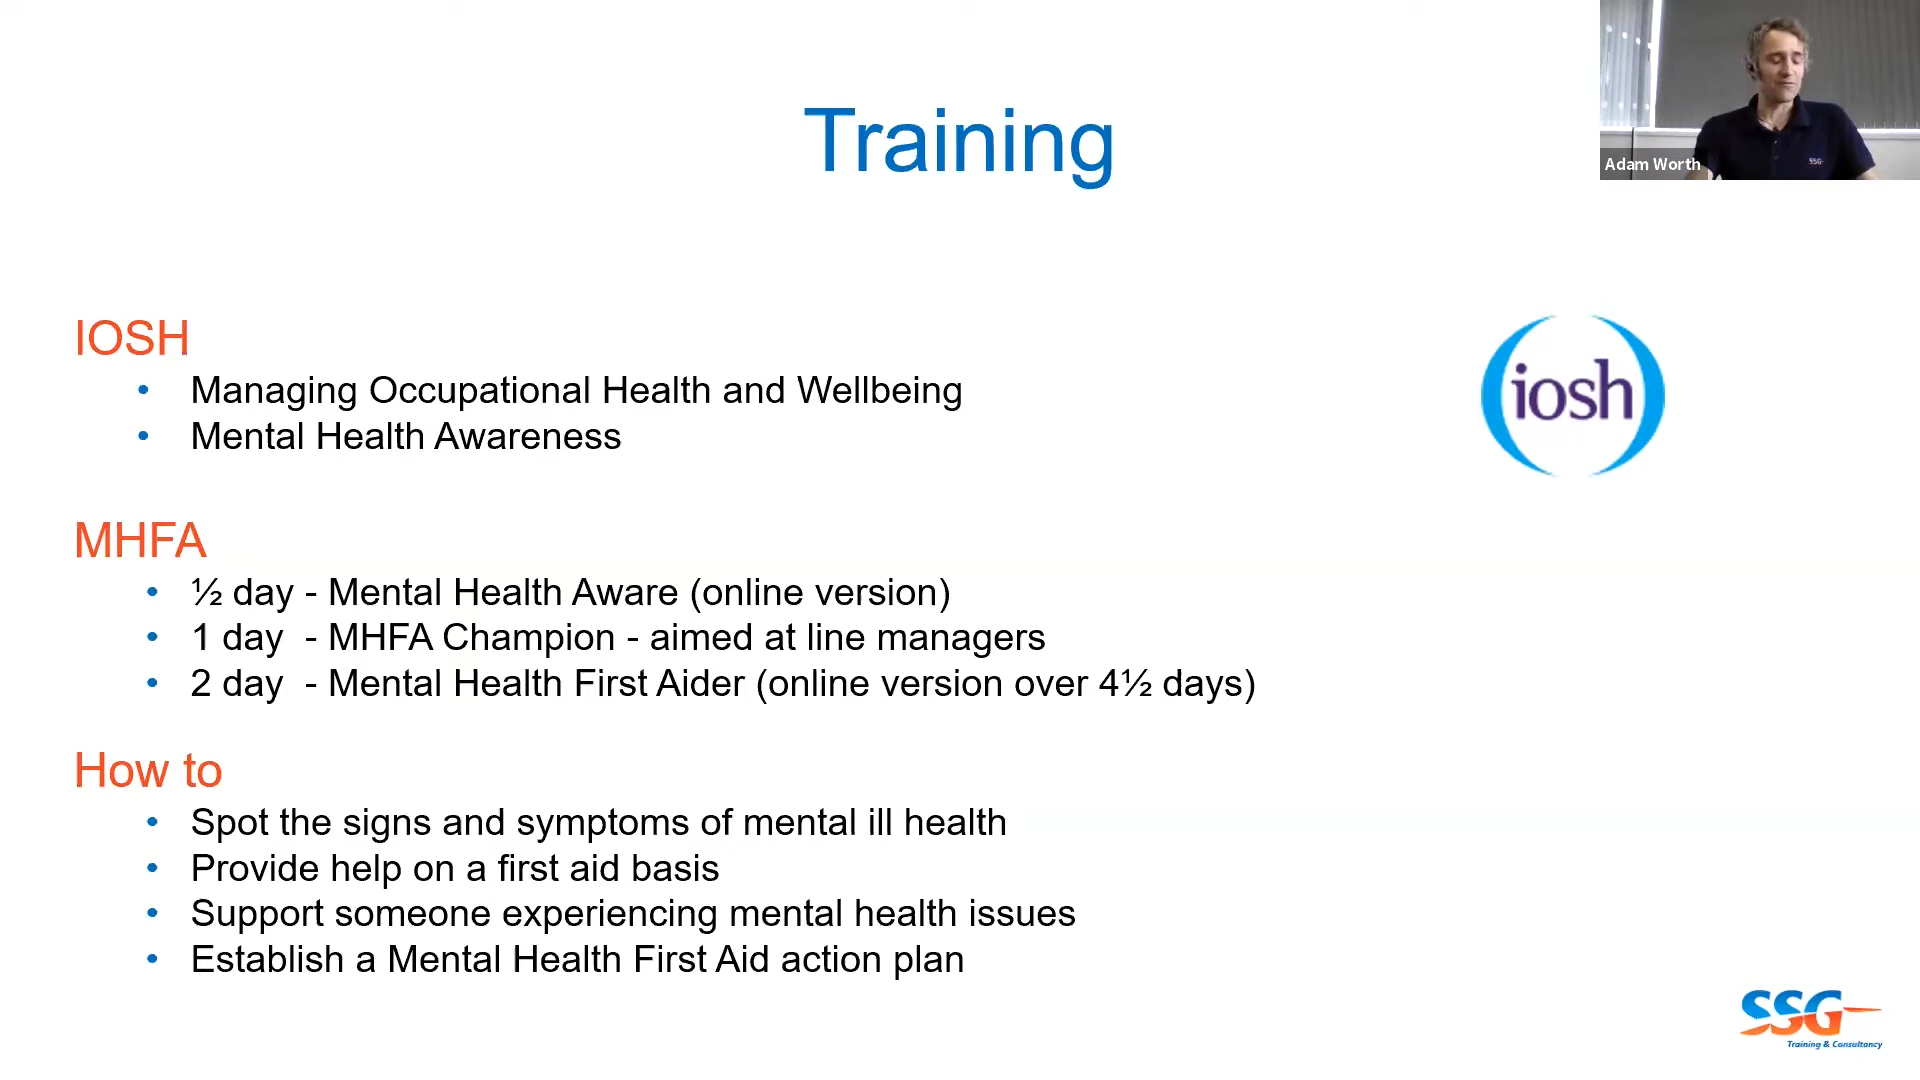 Training
Adam Worth
SSG
IOSH
• Managing Occupational Health and Wellbeing
• Mental Health Awareness
iosh
MHFA
• ½ day - Mental Health Aware (online version)
• 1 day - MHFA Champion - aimed at line managers
• 2 day - Mental Health First Aider (online version over 4½ days)
How to
• Spot the signs and symptoms of mental ill health
• Provide help on a first aid basis
• Support someone experiencing mental health issues
• Establish a Mental Health First Aid action plan
SSG
Training & Consultancy